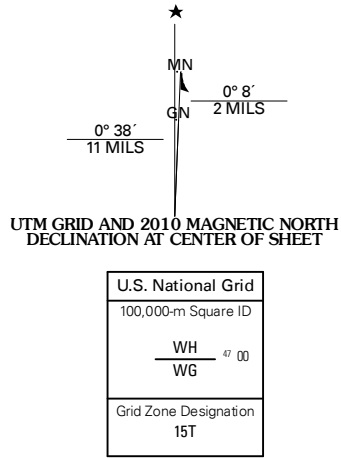 ★
MN
0° 8´
2 MILS
GN
0° 38´
11 MILS
UTM GRID AND 2010 MAGNETIC NORTH
DECLINATION AT CENTER OF SHEET
U.S. National Grid
100,000-m Square ID
WH
47 00
WG
Grid Zone Designation
15T